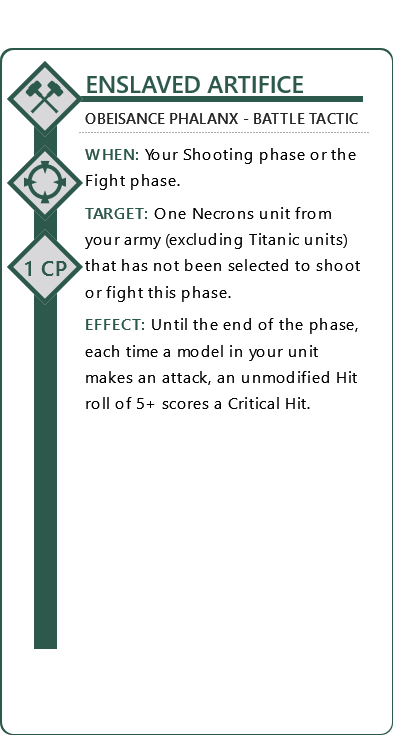 ENSLAVED ARTIFICE
OBEISANCE PHALANX - BATTLE TACTIC
WHEN: Your Shooting phase or the
Fight phase.
TARGET: One Necrons unit from
your army (excluding Titanic units)
that has not been selected to shoot
or fight this phase.
1 CP
EFFECT: Until the end of the phase,
each time a model in your unit
makes an attack, an unmodified Hit
roll of 5+ scores a Critical Hit.